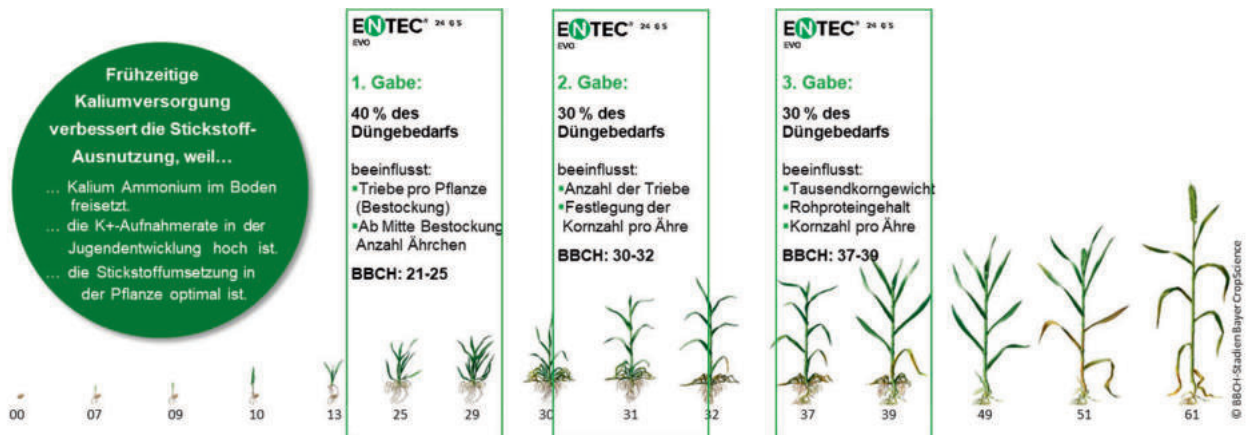 Frühzeitige
Kaliumversorgung
verbessert die Stickstoff-
Ausnutzung, weil…
… Kalium Ammonium im Boden
freisetzt.
… die K+-Aufnahmerate in der
Jugendentwicklung hoch ist.
… die Stickstoffumsetzung in
der Pflanze optimal ist.
ENTEC® 24 6 5
EVO
1. Gabe:
40 % des
Düngebedarfs
beeinflusst:
▪Triebe pro Pflanze
(Bestockung)
▪Ab Mitte Bestockung
Anzahl Ährchen
BBCH: 21-25
ENTEC® 24 6 5
EVO
2. Gabe:
30 % des
Düngebedarfs
beeinflusst:
▪Anzahl der Triebe
▪Festlegung der
Kornzahl pro Ähre
BBCH: 30-32
ENTEC® 24 6 5
EVO
3. Gabe:
30 % des
Düngebedarfs
beeinflusst:
▪Tausendkorngewicht
▪Rohproteingehalt
▪Kornzahl pro Ähre
BBCH: 37-39
00 07 09 10 13 25 29 30 31 32 37 39 49 51 61
© BBCH-Stadien Bayer CropScience